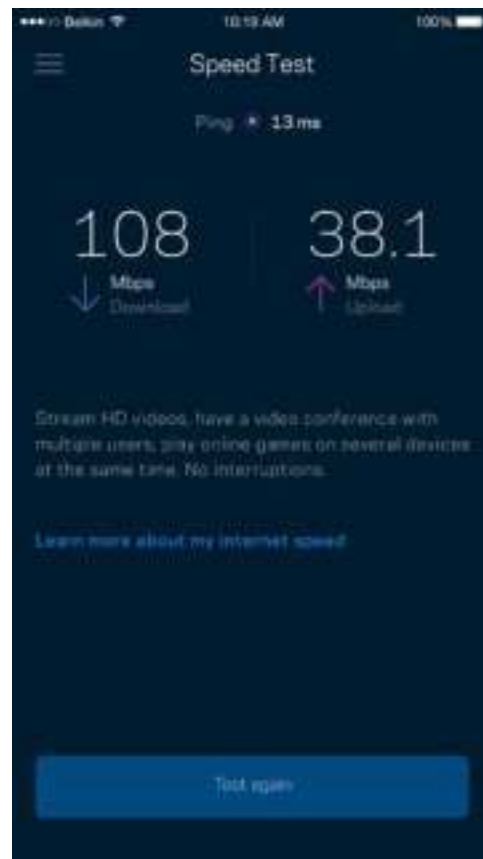 Belkin 10:19 AM 100%
Speed Test
Ping 13 ms
108 38.1
Mbps Mbps
Download Upload
Stream HD videos, have a video conference with
multiple users, play online games on several devices
at the same time. No interruptions.
Learn more about my internet speed
Test again